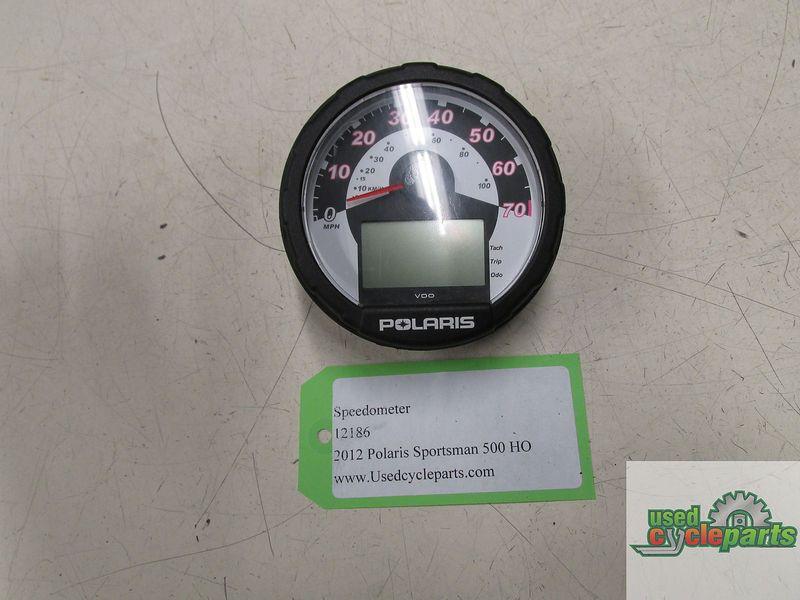 10 20 30 40 50 60 70
20 30 40 60 80 100
10 KM/H
0
MPH
Tach
Trip
Odo
VDO
POLARIS
Speedometer
12186
2012 Polaris Sportsman 500 HO
www.Usedcycleparts.com
used
cycleparts